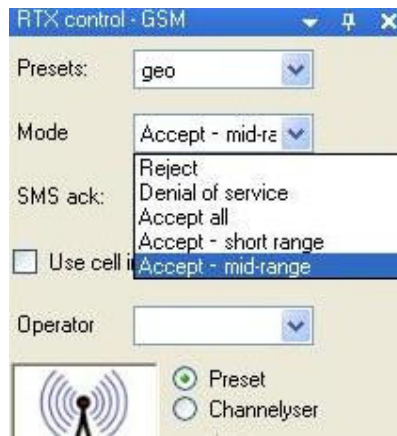 RTX control - GSM
Presets: geo
Mode Accept - mid-ra
Reject
Denial of service
SMS ack:
Accept all
Accept - short range
Use cell i
Accept - mid-range
Operator
Preset
Channelyser